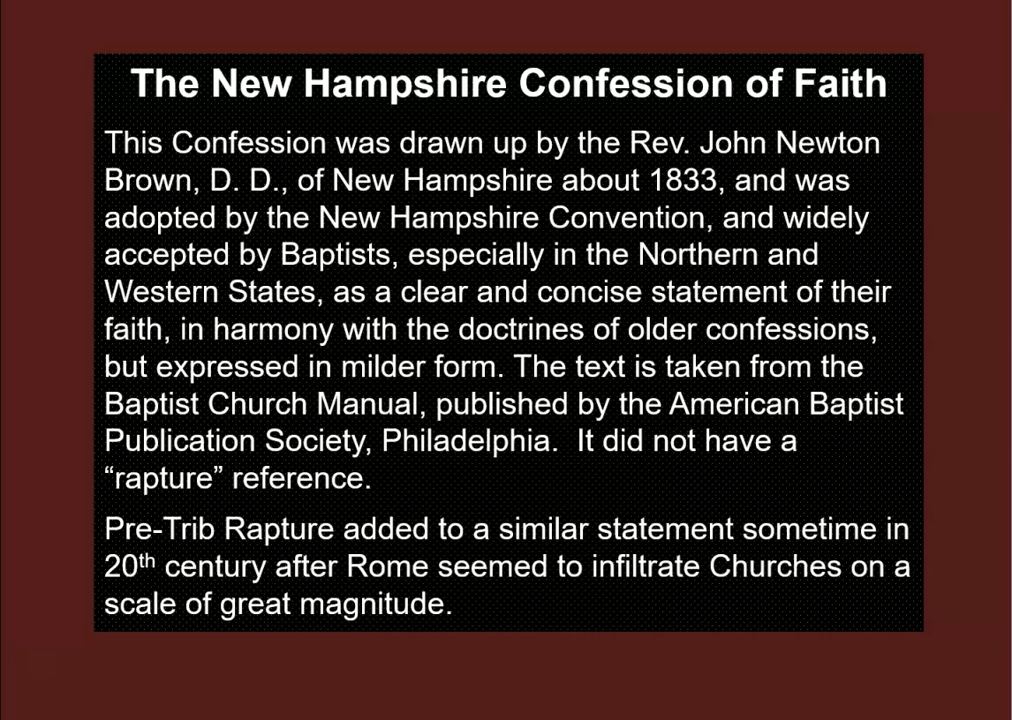 The New Hampshire Confession of Faith
This Confession was drawn up by the Rev. John Newton
Brown, D. D., of New Hampshire about 1833, and was
adopted by the New Hampshire Convention, and widely
accepted by Baptists, especially in the Northern and
Western States, as a clear and concise statement of their
faith, in harmony with the doctrines of older confessions,
but expressed in milder form. The text is taken from the
Baptist Church Manual, published by the American Baptist
Publication Society, Philadelphia.  It did not have a
“rapture” reference.
Pre-Trib Rapture added to a similar statement sometime in
20th century after Rome seemed to infiltrate Churches on a
scale of great magnitude.